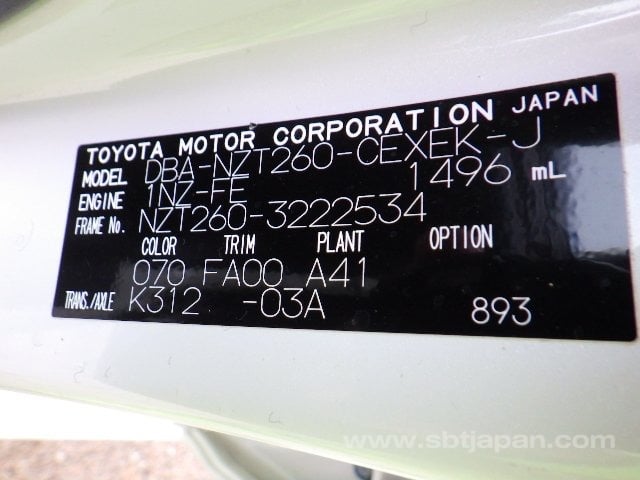 TOYOTA MOTOR CORPORATION JAPAN
MODEL DBA-NZT260-CEXEK-J
ENGINE 1NZ-FE 1496 mL
FRAME No. NZT260-3222534
COLOR TRIM PLANT OPTION
070 FA00 A41
TRANS./AXLE K312 -03A 893
www.sbtjapan.com